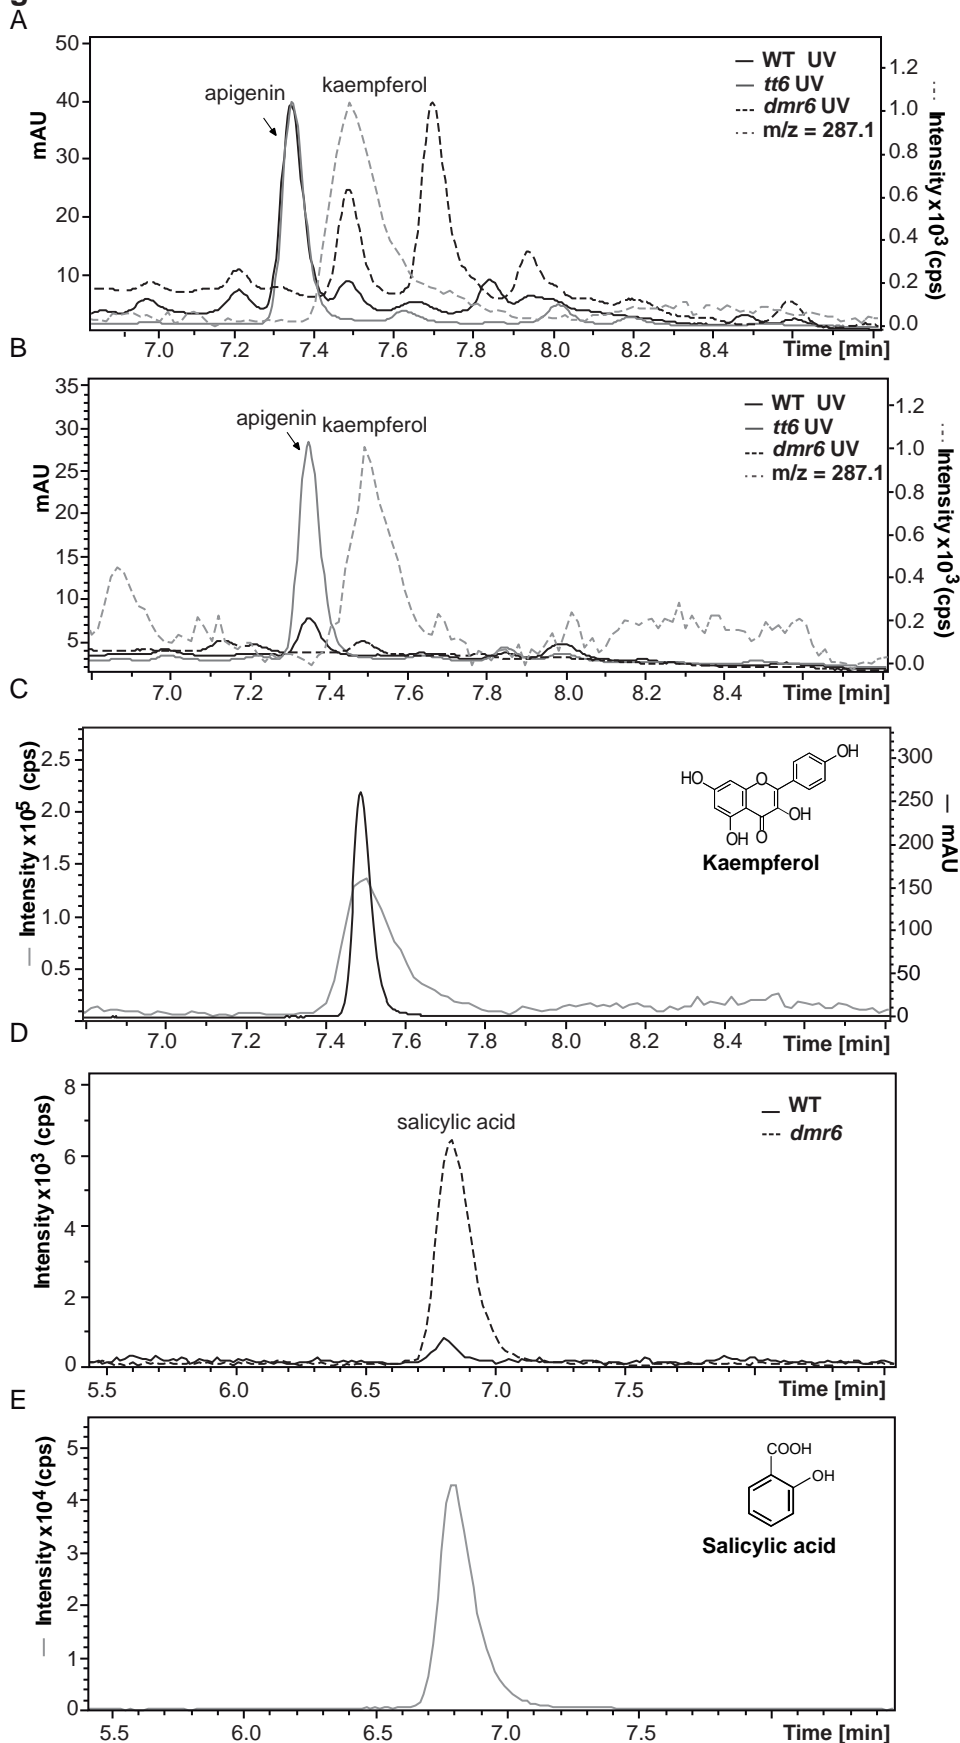 A
50
40
30
20
10
mAU
apigenin
kaempferol
WT UV
tt6 UV
dmr6 UV
m/z = 287.1
1.2
1.0
0.8
0.6
0.4
0.2
0.0
Intensity x10³ (cps)
7.0 7.2 7.4 7.6 7.8 8.0 8.2 8.4 Time [min]
B
35
30
25
20
15
10
5
mAU
apigenin
kaempferol
WT UV
tt6 UV
dmr6 UV
m/z = 287.1
1.2
1.0
0.8
0.6
0.4
0.2
0.0
Intensity x10³ (cps)
7.0 7.2 7.4 7.6 7.8 8.0 8.2 8.4 Time [min]
C
2.5
2.0
1.5
1.0
0.5
Intensity x10⁵ (cps)
HO
O
OH
OH
OH O
Kaempferol
300
250
200
150
100
50
0
mAU
7.0 7.2 7.4 7.6 7.8 8.0 8.2 8.4 Time [min]
D
8
6
4
2
0
Intensity x10³ (cps)
salicylic acid
WT
dmr6
5.5 6.0 6.5 7.0 7.5 Time [min]
E
5
4
3
2
1
0
Intensity x10⁴ (cps)
COOH
OH
Salicylic acid
5.5 6.0 6.5 7.0 7.5 Time [min]